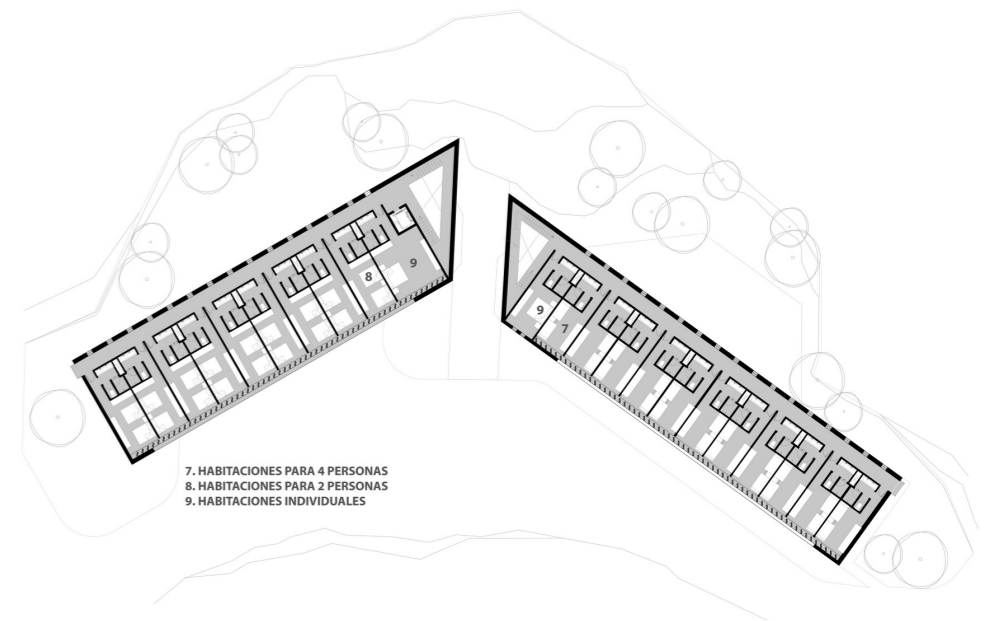 8
9
9
7
7. HABITACIONES PARA 4 PERSONAS
8. HABITACIONES PARA 2 PERSONAS
9. HABITACIONES INDIVIDUALES